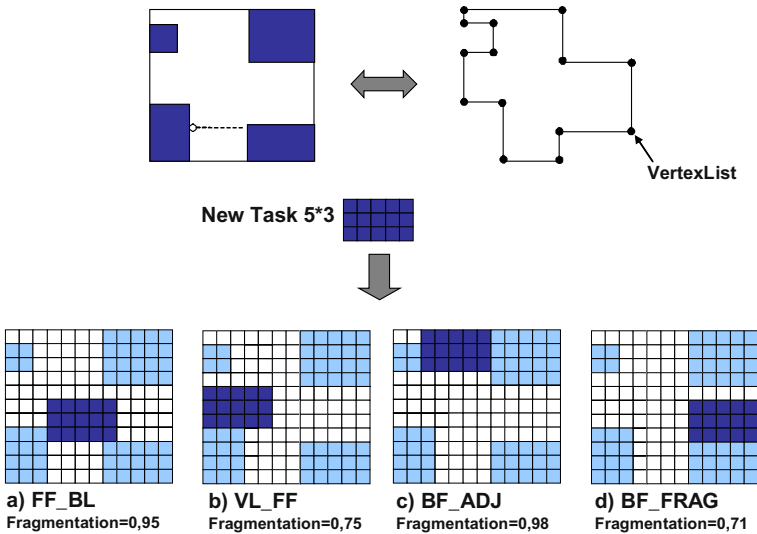 VertexList
New Task 5*3
a) FF_BL
Fragmentation=0,95
b) VL_FF
Fragmentation=0,75
c) BF_ADJ
Fragmentation=0,98
d) BF_FRAG
Fragmentation=0,71